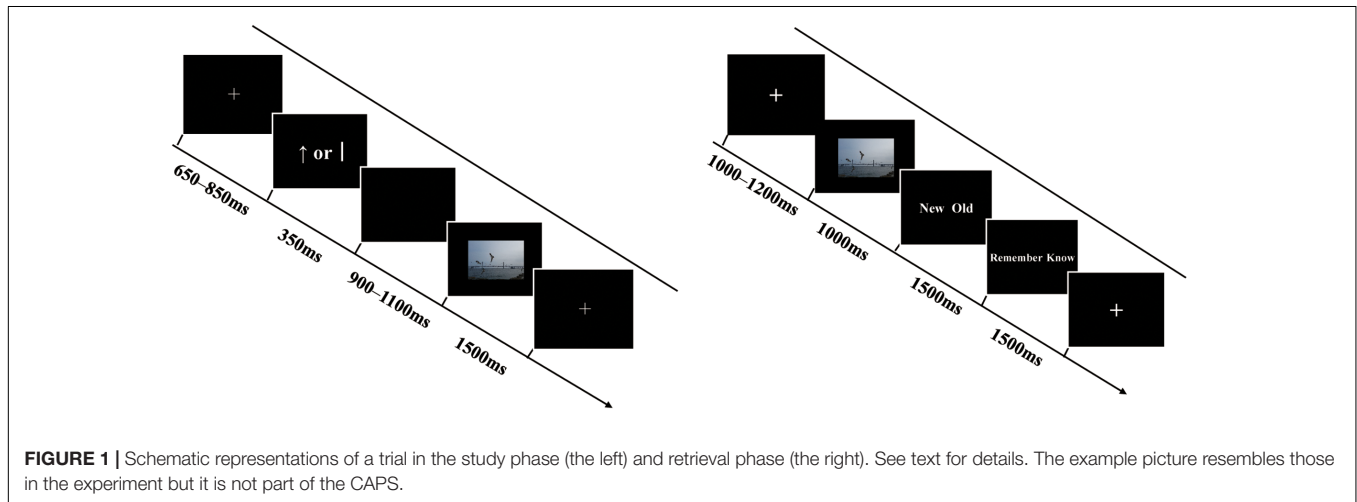 ↑ or |
650–850ms
350ms
900–1100ms
1500ms
New Old
Remember Know
1000–1200ms
1000ms
1500ms
1500ms
FIGURE 1 | Schematic representations of a trial in the study phase (the left) and retrieval phase (the right). See text for details. The example picture resembles those
in the experiment but it is not part of the CAPS.